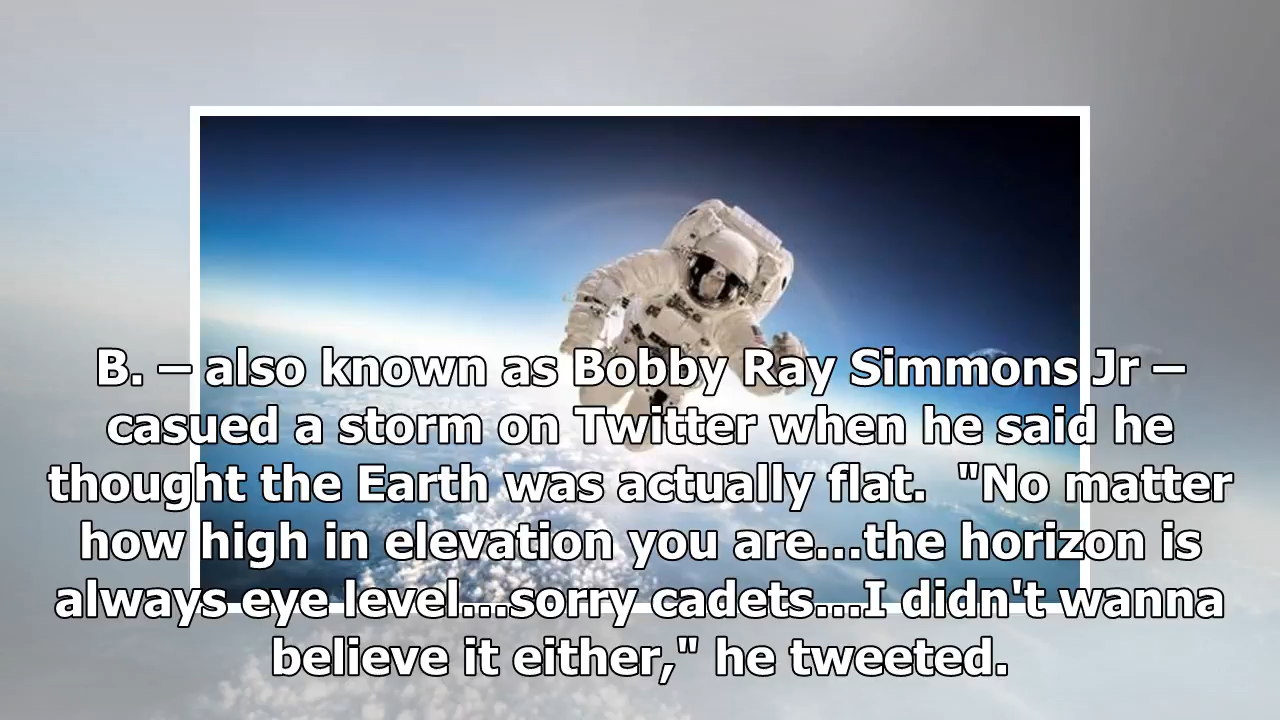 B. – also known as Bobby Ray Simmons Jr –
casued a storm on Twitter when he said he
thought the Earth was actually flat.  "No matter
how high in elevation you are...the horizon is
always eye level...sorry cadets...I didn't wanna
believe it either," he tweeted.